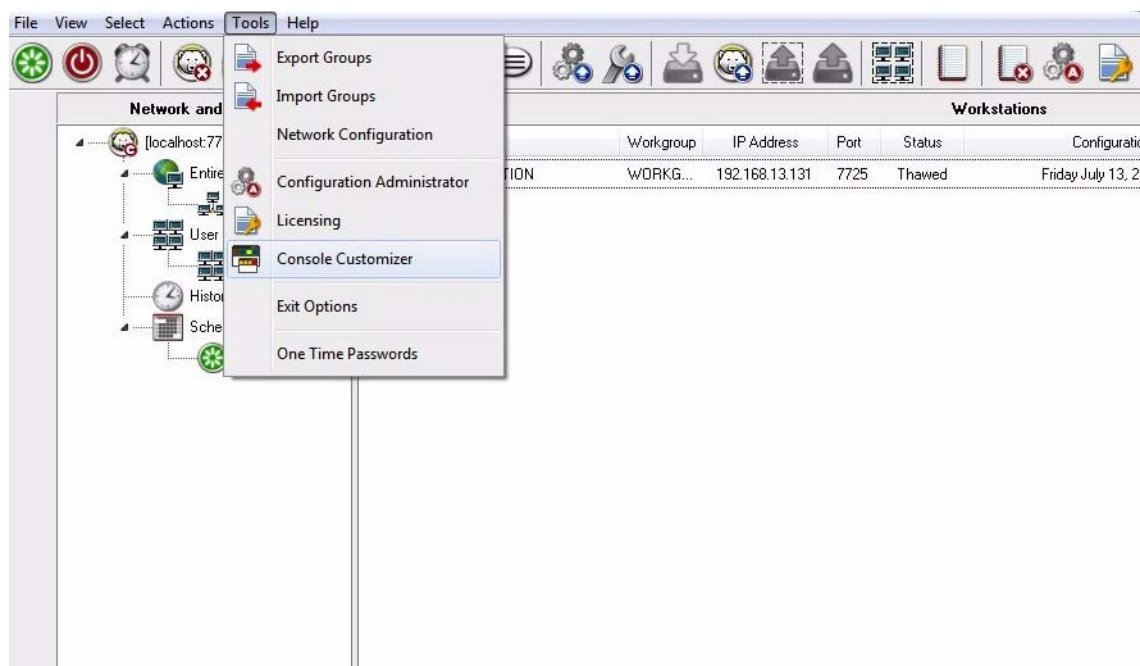 File View Select Actions Tools Help
Export Groups
Import Groups
Network Configuration
Configuration Administrator
Licensing
Console Customizer
Exit Options
One Time Passwords
Network and
[localhost:77
Entire
User
Histor
Sche
Workstations
Workgroup IP Address Port Status Configuratio
TION WORKG... 192.168.13.131 7725 Thawed Friday July 13, 2